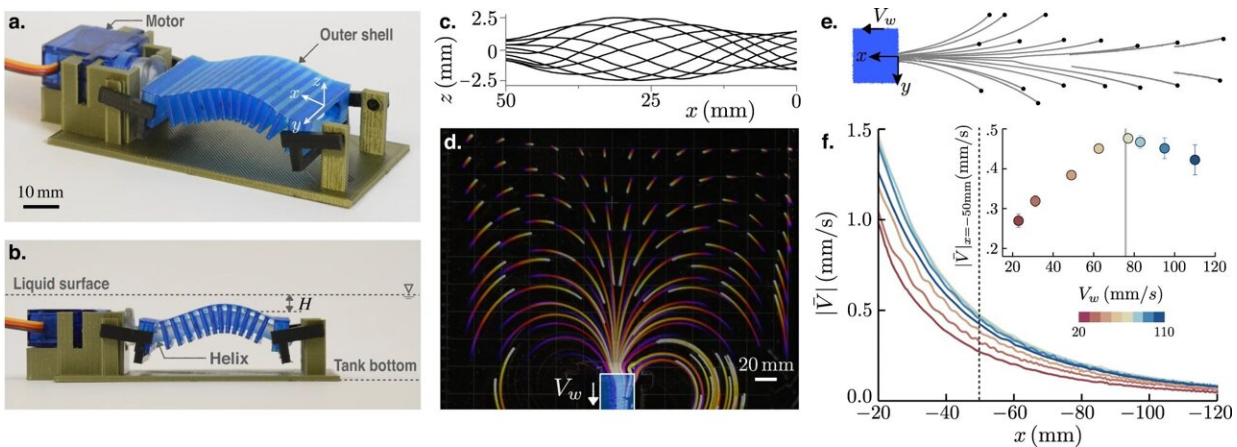 a.
Motor
Outer shell
z
x
y
10 mm
b.
Liquid surface
H
Helix
Tank bottom
c.
z (mm)
2.5
0
-2.5
50
25
0
x (mm)
d.
V_w
20 mm
e.
V_w
x
y
f.
|V̄| (mm/s)
1.5
1.0
0.5
0.0
−20
−40
−60
−80
−100
−120
x (mm)
|V̄|x=−50mm (mm/s)
.5
.4
.3
.2
20
40
60
80
100
120
V_w (mm/s)
20
110